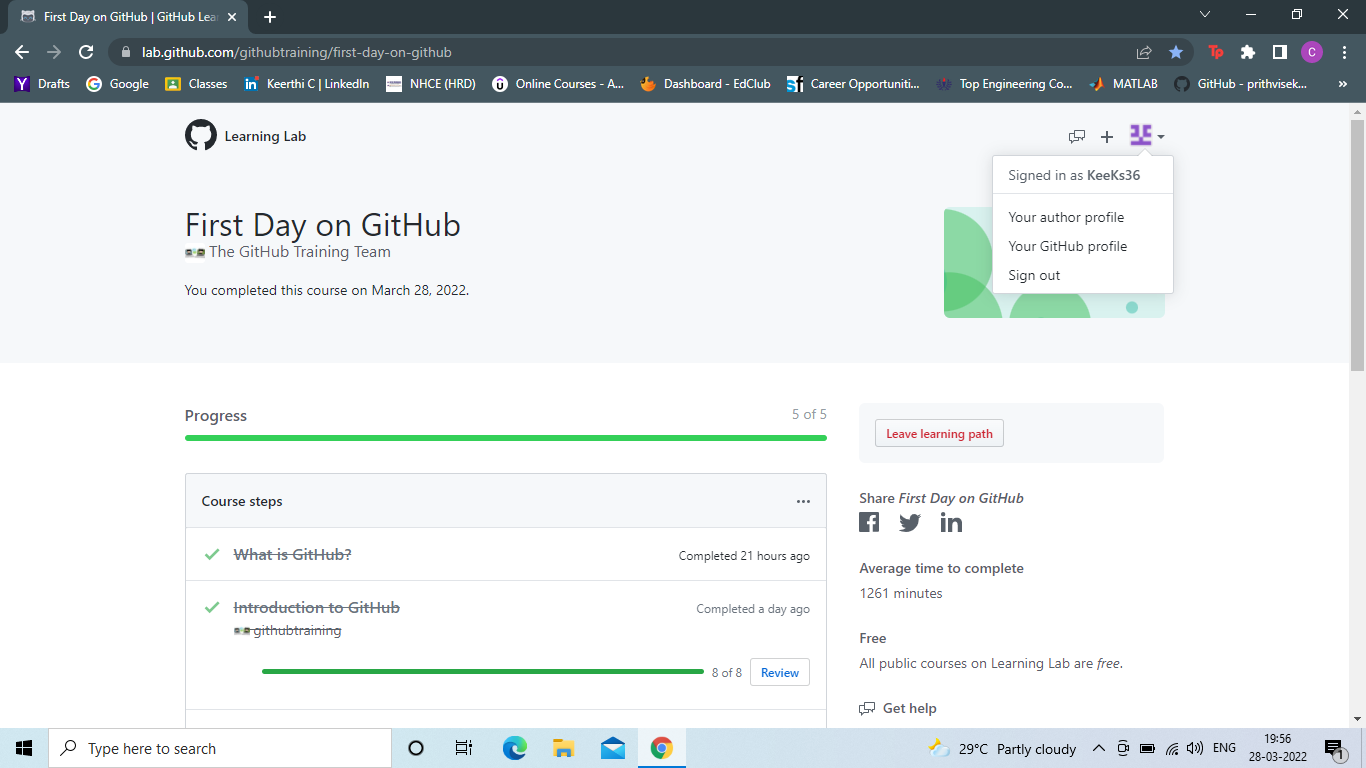 First Day on GitHub | GitHub Lea
lab.github.com/githubtraining/first-day-on-github
Tp
C
Drafts
Google
Classes
Keerthi C | LinkedIn
NHCE (HRD)
Online Courses - A...
Dashboard - EdClub
Career Opportuniti...
Top Engineering Co...
MATLAB
GitHub - prithvisek...
»
Learning Lab
Signed in as KeeKs36
Your author profile
Your GitHub profile
Sign out
First Day on GitHub
The GitHub Training Team
You completed this course on March 28, 2022.
Progress
5 of 5
Leave learning path
Course steps
What is GitHub?
Completed 21 hours ago
Introduction to GitHub
Completed a day ago
githubtraining
8 of 8
Review
Share First Day on GitHub
Average time to complete
1261 minutes
Free
All public courses on Learning Lab are free.
Get help
Type here to search
29°C Partly cloudy
ENG
19:56
28-03-2022
1